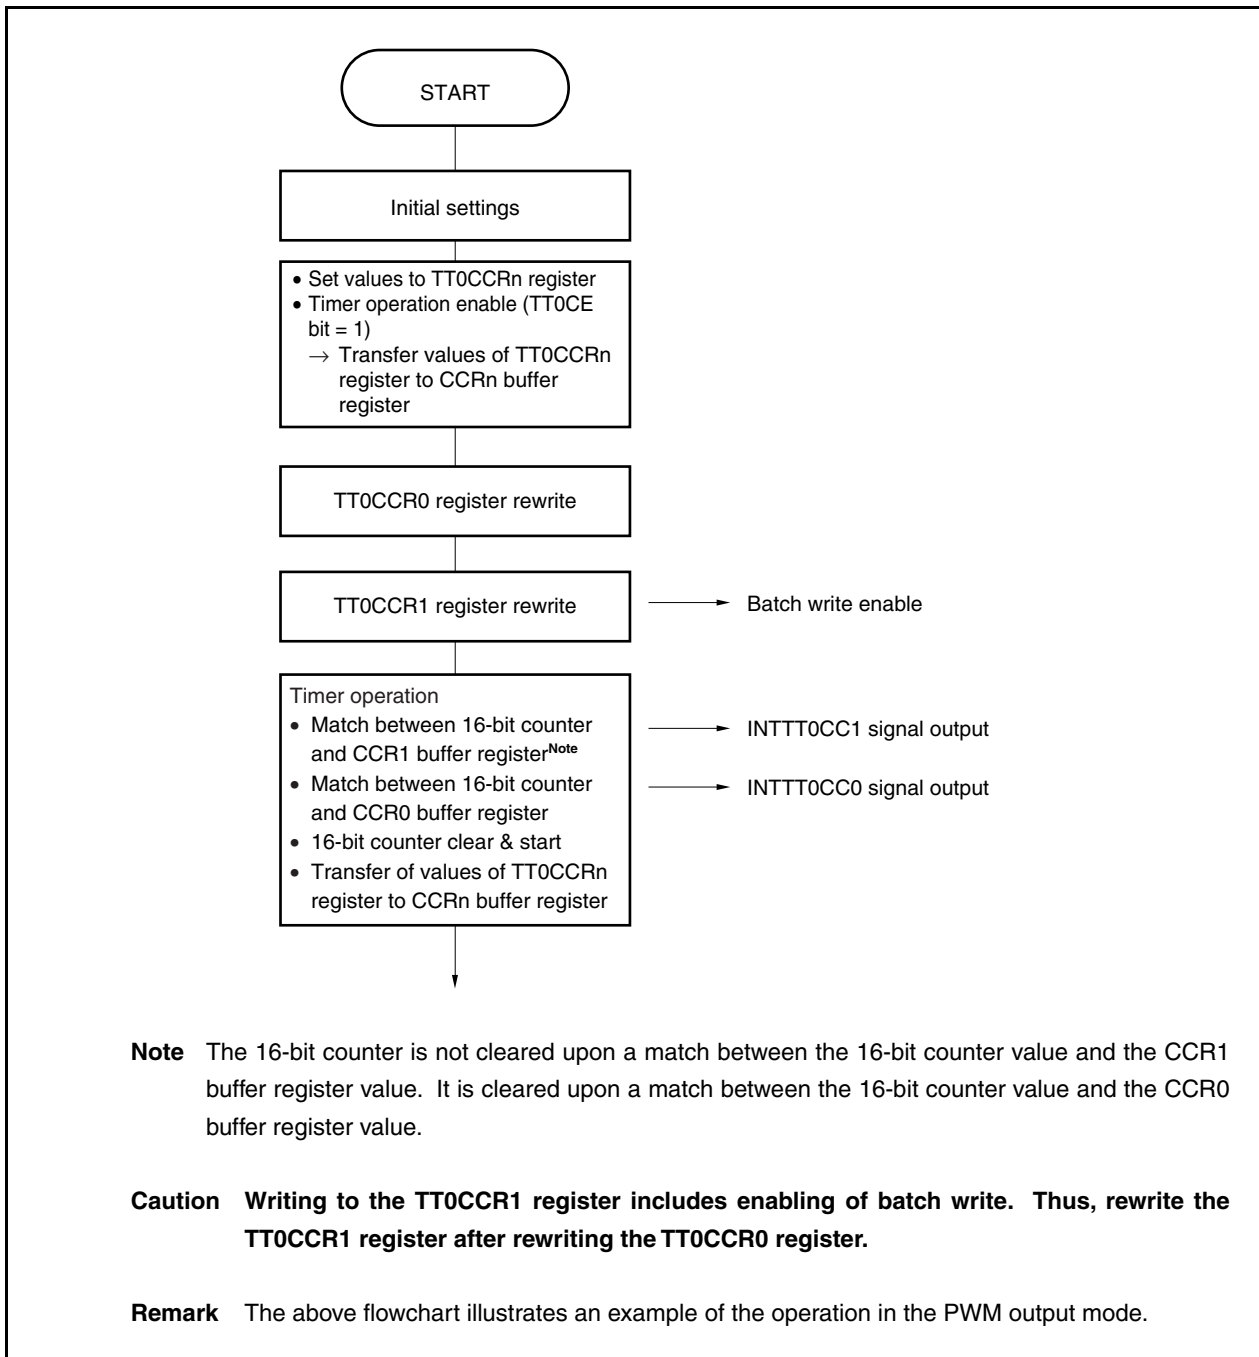 START
Initial settings
• Set values to TT0CCRn register
• Timer operation enable (TT0CE
bit = 1)
→ Transfer values of TT0CCRn
register to CCRn buffer
register
TT0CCR0 register rewrite
TT0CCR1 register rewrite
Batch write enable
Timer operation
• Match between 16-bit counter
and CCR1 buffer registerNote
INTTT0CC1 signal output
• Match between 16-bit counter
and CCR0 buffer register
INTTT0CC0 signal output
• 16-bit counter clear & start
• Transfer of values of TT0CCRn
register to CCRn buffer register
Note The 16-bit counter is not cleared upon a match between the 16-bit counter value and the CCR1
buffer register value. It is cleared upon a match between the 16-bit counter value and the CCR0
buffer register value.
Caution Writing to the TT0CCR1 register includes enabling of batch write. Thus, rewrite the
TT0CCR1 register after rewriting the TT0CCR0 register.
Remark The above flowchart illustrates an example of the operation in the PWM output mode.